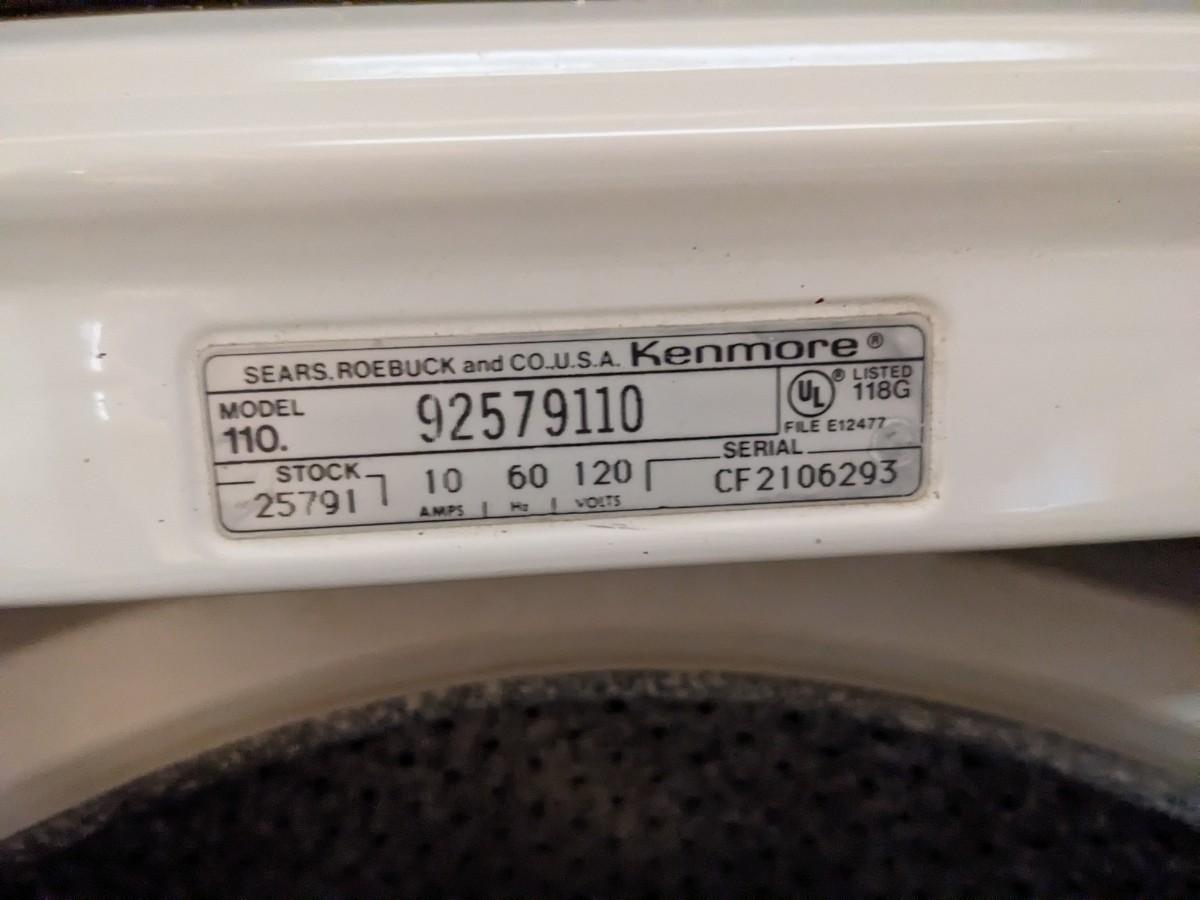 SEARS, ROEBUCK and CO.,U.S.A. Kenmore ®
MODEL
110. 92579110
UL ® LISTED
118G
FILE E12477
STOCK
25791
10 60 120
AMPS Hz VOLTS
SERIAL
CF2106293